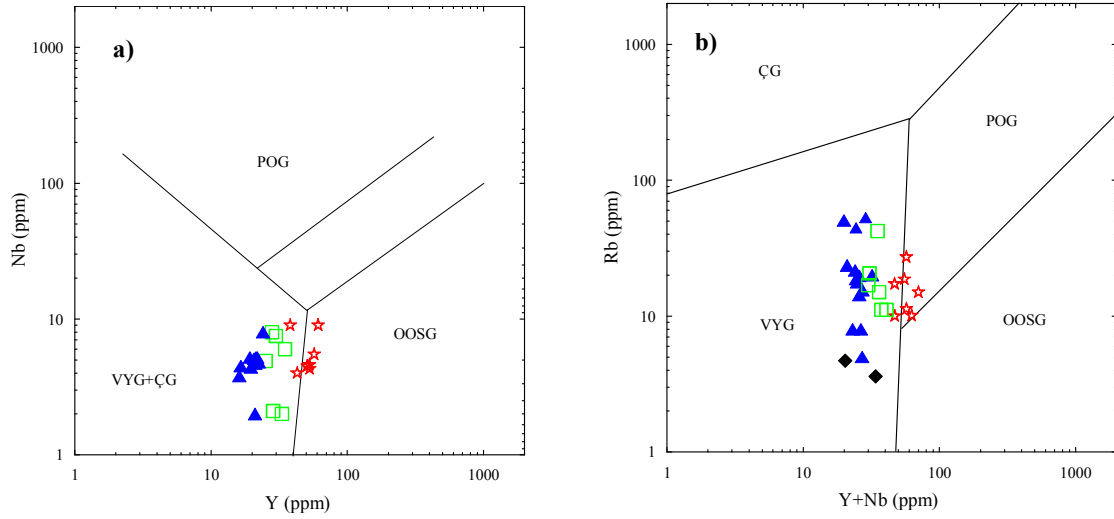 a)
1000
100
10
1
Nb (ppm)
POG
VYG+ÇG
OOSG
1
10
100
1000
Y (ppm)
b)
1000
100
10
1
Rb (ppm)
ÇG
POG
VYG
OOSG
1
10
100
1000
Y+Nb (ppm)